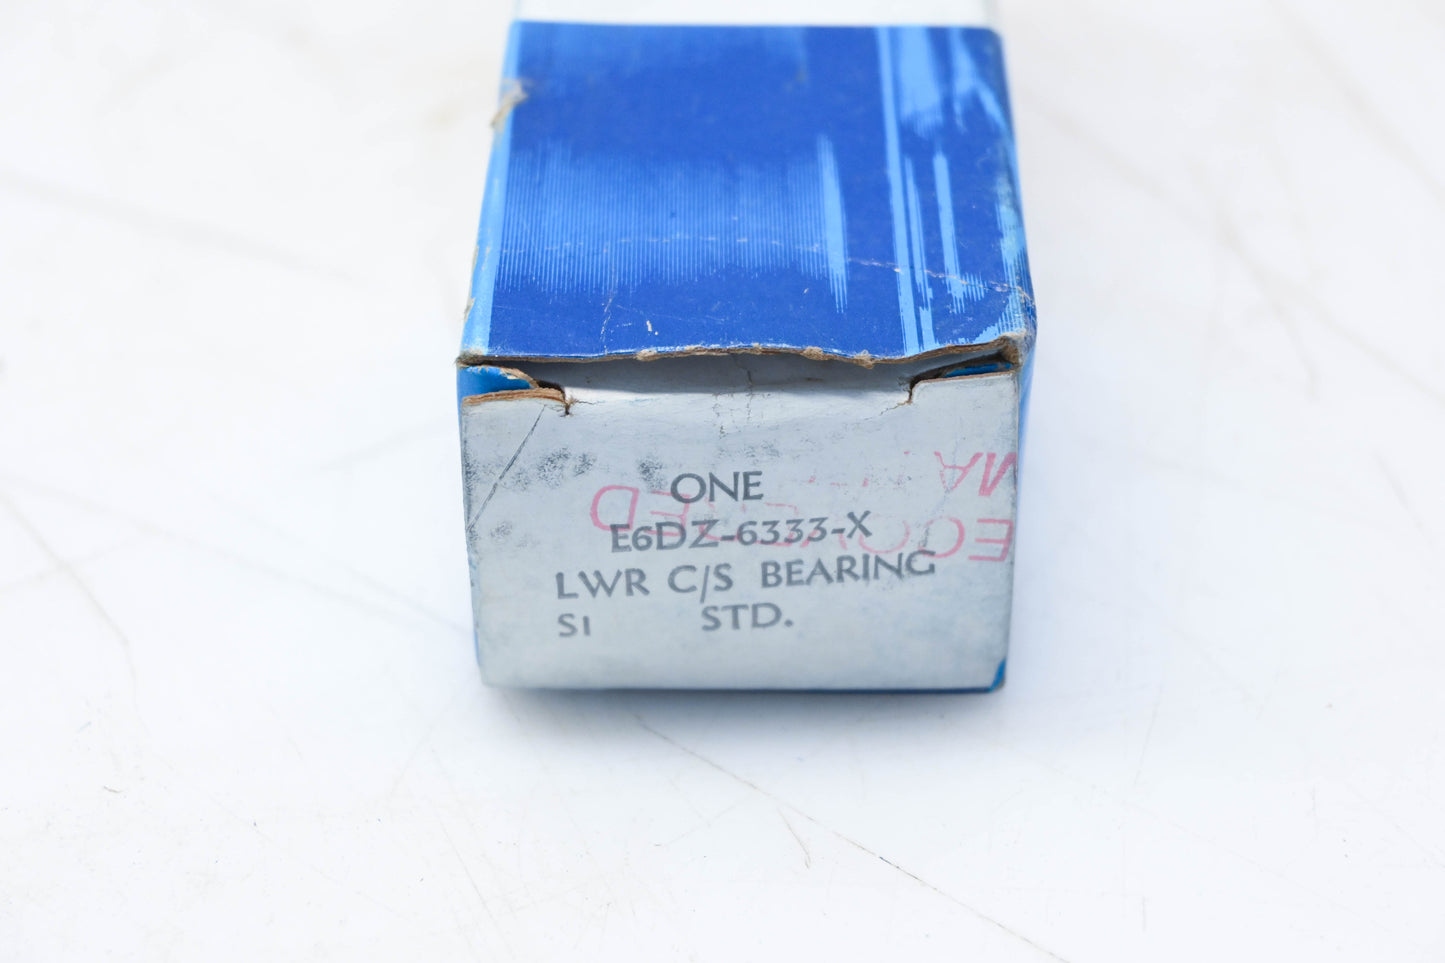 ONE
E6DZ-6333-X
LWR C/S BEARING
S1 STD.